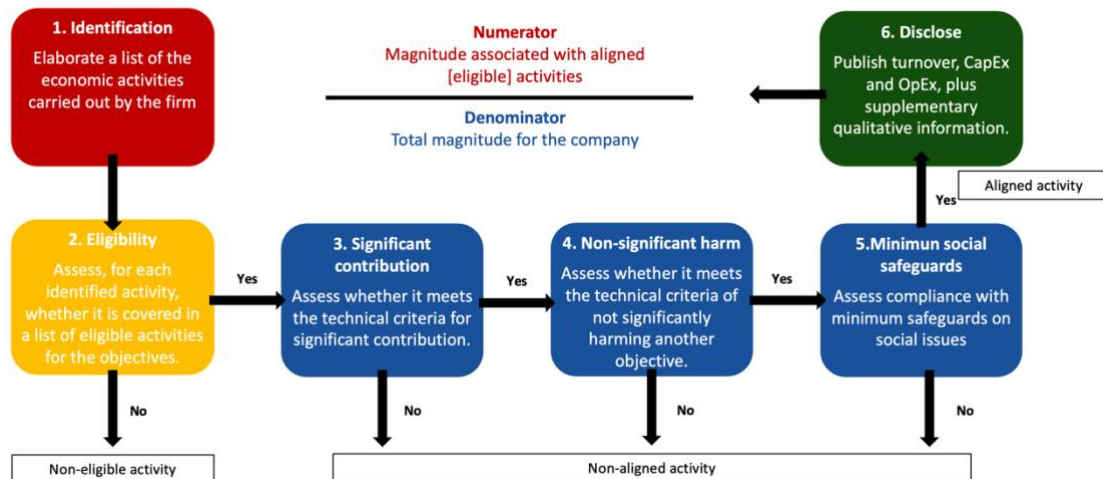 1. Identification
Elaborate a list of the
economic activities
carried out by the firm
Numerator
Magnitude associated with aligned
[eligible] activities
Denominator
Total magnitude for the company
6. Disclose
Publish turnover, CapEx
and OpEx, plus
supplementary
qualitative information.
Yes
Aligned activity
2. Eligibility
Assess, for each
identified activity,
whether it is covered in
a list of eligible activities
for the objectives.
Yes
3. Significant
contribution
Assess whether it meets
the technical criteria for
significant contribution.
Yes
4. Non-significant harm
Assess whether it meets
the technical criteria of
not significantly
harming another
objective.
Yes
5.Minimun social
safeguards
Assess compliance with
minimum safeguards on
social issues
No
No
No
No
Non-eligible activity
Non-aligned activity